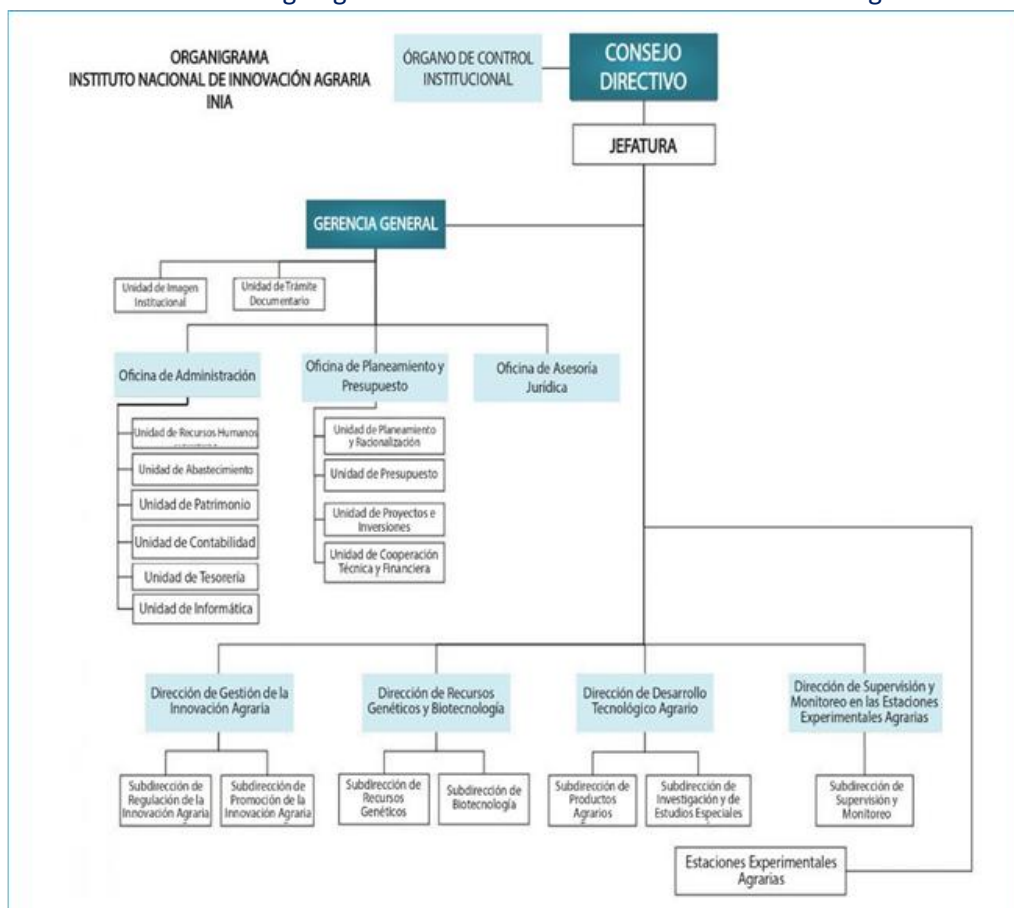 ORGANIGRAMA
INSTITUTO NACIONAL DE INNOVACIÓN AGRARIA
INIA
ÓRGANO DE CONTROL
INSTITUCIONAL
CONSEJO
DIRECTIVO
JEFATURA
GERENCIA GENERAL
Unidad de Imagen
Institucional
Unidad de Trámite
Documentario
Oficina de Administración
Oficina de Planeamiento y
Presupuesto
Oficina de Asesoría
Jurídica
Unidad de Recursos Humanos
Unidad de Abastecimiento
Unidad de Patrimonio
Unidad de Contabilidad
Unidad de Tesorería
Unidad de Informática
Unidad de Planeamiento
y Racionalización
Unidad de Presupuesto
Unidad de Proyectos e
Inversiones
Unidad de Cooperación
Técnica y Financiera
Dirección de Gestión de la
Innovación Agraria
Dirección de Recursos
Genéticos y Biotecnología
Dirección de Desarrollo
Tecnológico Agrario
Dirección de Supervisión y
Monitoreo en las Estaciones
Experimentales Agrarias
Subdirección de
Regulación de la
Innovación Agraria
Subdirección de
Promoción de la
Innovación Agraria
Subdirección de
Recursos
Genéticos
Subdirección de
Biotecnología
Subdirección de
Productos
Agrarios
Subdirección de
Investigación y de
Estudios Especiales
Subdirección de
Supervisión y
Monitoreo
Estaciones Experimentales
Agrarias